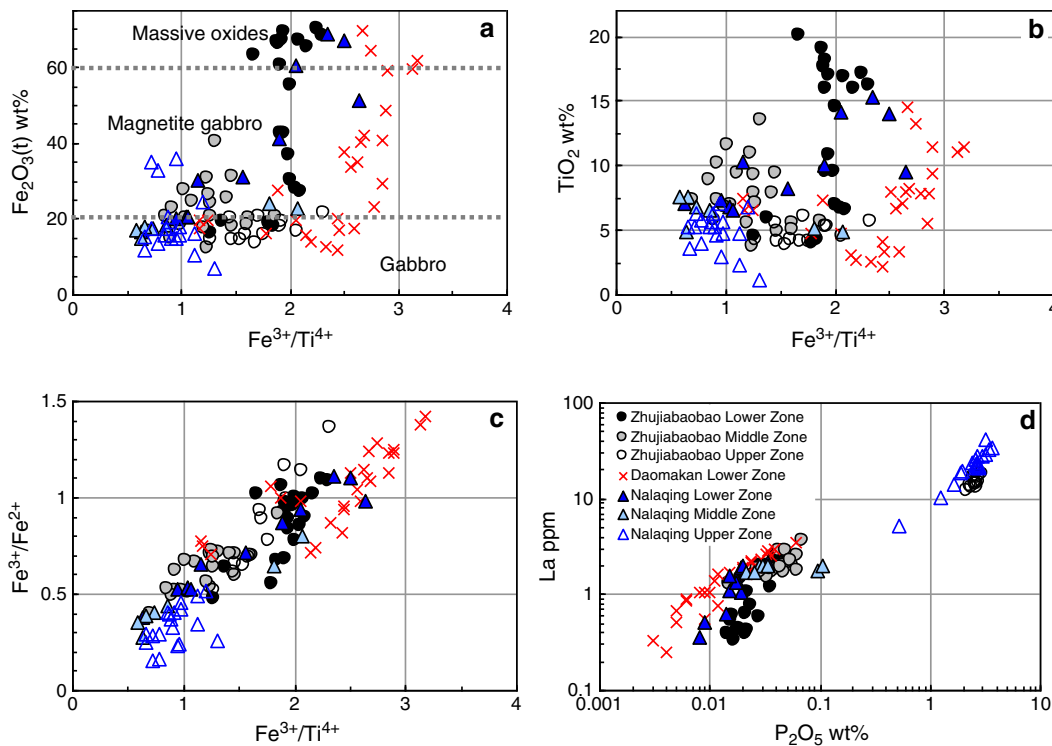 a
Massive oxides
Magnetite gabbro
Gabbro
Fe₂O₃(t) wt%
80
60
40
20
0
0
1
2
3
4
Fe³⁺/Ti⁴⁺
b
TiO₂ wt%
20
15
10
5
0
0
1
2
3
4
Fe³⁺/Ti⁴⁺
c
Fe³⁺/Fe²⁺
1.5
1
0.5
0
0
1
2
3
4
Fe³⁺/Ti⁴⁺
d
La ppm
100
10
1
0.1
Zhujiabaobao Lower Zone
Zhujiabaobao Middle Zone
Zhujiabaobao Upper Zone
Daomakan Lower Zone
Nalaqing Lower Zone
Nalaqing Middle Zone
Nalaqing Upper Zone
0.001
0.01
0.1
1
10
P₂O₅ wt%